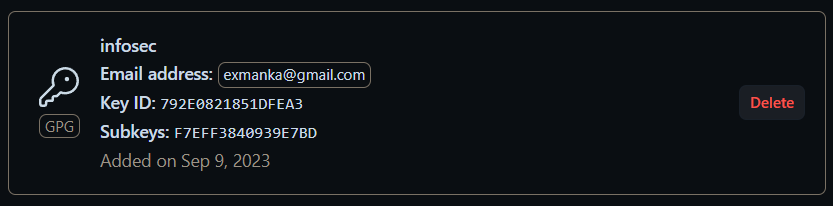 infosec
Email address: exmanka@gmail.com
Key ID: 792E0821851DFEA3
Subkeys: F7EFF3840939E7BD
Added on Sep 9, 2023
GPG
Delete